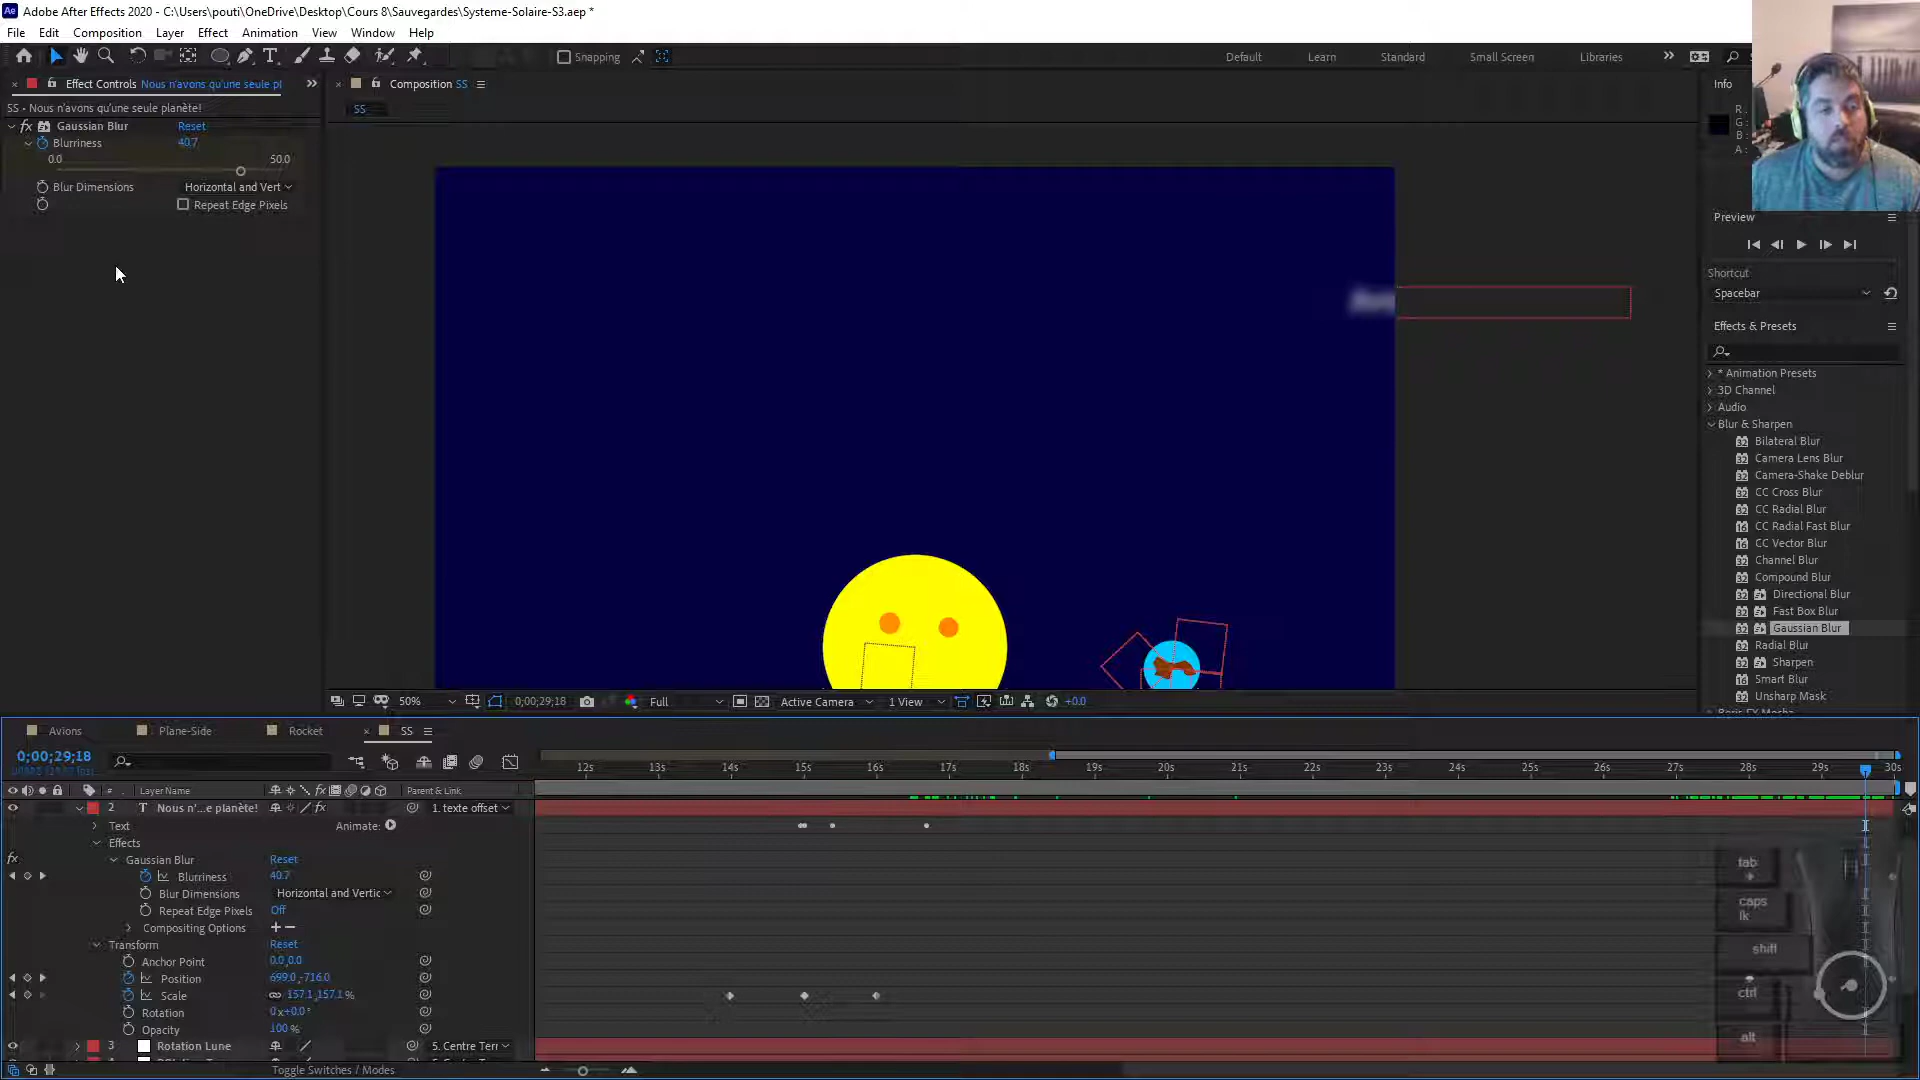 Ae Adobe After Effects 2020 - C:\Users\pouti\OneDrive\Desktop\Cours 8\Sauvegardes\Systeme-Solaire-S3.aep *
File Edit Composition Layer Effect Animation View Window Help
Snapping Default Learn Standard Small Screen Libraries
Effect Controls Nous n'avons qu'une seule pl
Composition SS
Info
SS - Nous n'avons qu'une seule planète!
SS
R :
G :
B :
A :
fx Gaussian Blur Reset
Blurriness 40.7
0.0 50.0
Blur Dimensions Horizontal and Vert
Repeat Edge Pixels
Preview
Shortcut
Spacebar
Effects & Presets
* Animation Presets
3D Channel
Audio
Blur & Sharpen
Bilateral Blur
Camera Lens Blur
Camera-Shake Deblur
CC Cross Blur
CC Radial Blur
CC Radial Fast Blur
CC Vector Blur
Channel Blur
Compound Blur
Directional Blur
Fast Box Blur
Gaussian Blur
Radial Blur
Sharpen
Smart Blur
Unsharp Mask
50% 0;00;29;18 Full Active Camera 1 View +0.0
Avions Plane-Side Rocket SS
0;00;29;18
12s 13s 14s 15s 16s 17s 18s 19s 20s 21s 22s 23s 24s 25s 26s 27s 28s 29s 30s
# Layer Name Parent & Link
2 T Nous n'...e planète! 1. texte offset
Text Animate:
Effects
fx Gaussian Blur Reset
Blurriness 40.7
Blur Dimensions Horizontal and Vertic
Repeat Edge Pixels Off
Compositing Options + −
Transform Reset
Anchor Point 0.0,0.0
Position 699.0,-716.0
Scale 157.1,157.1%
Rotation 0x+0.0°
Opacity 100%
3 Rotation Lune 5. Centre Terr
Toggle Switches / Modes
tab
caps
lk
shift
ctrl
alt